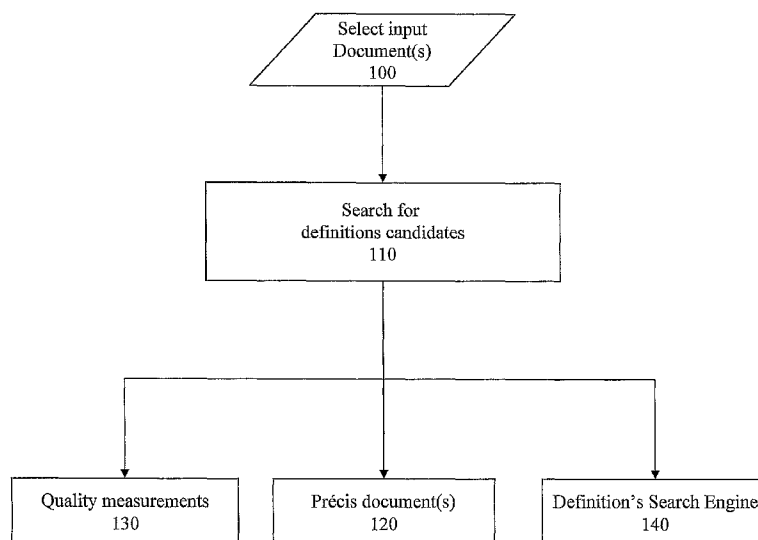 Select input
Document(s)
100
Search for
definitions candidates
110
Quality measurements
130
Précis document(s)
120
Definition's Search Engine
140